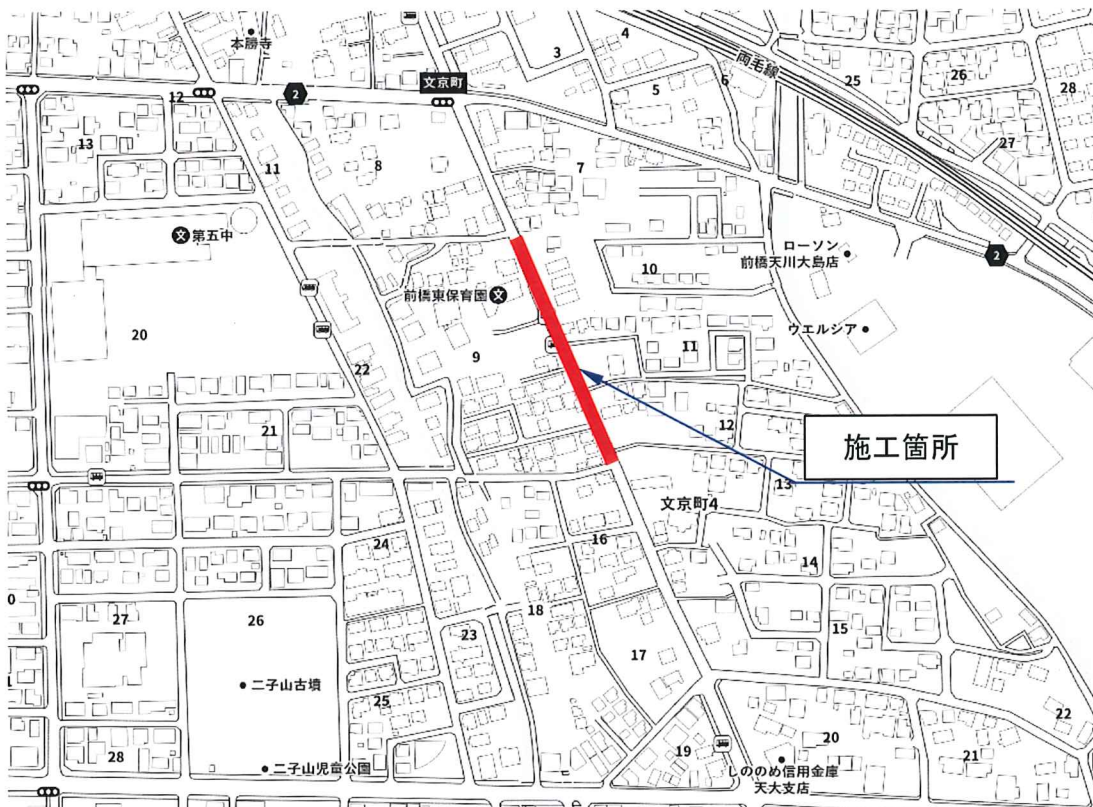 本勝寺
3
4
両毛線
25
26
28
2
文京町
12
5
6
13
27
11
8
7
文 第五中
ローソン
前橋天川大島店
2
10
前橋東保育園 文
ウエルシア
20
9
11
22
21
12
施工箇所
13
文京町4
24
16
14
0
27
26
18
23
15
17
二子山古墳
25
22
28
19
20
21
二子山児童公園
しののめ信用金庫
天大支店